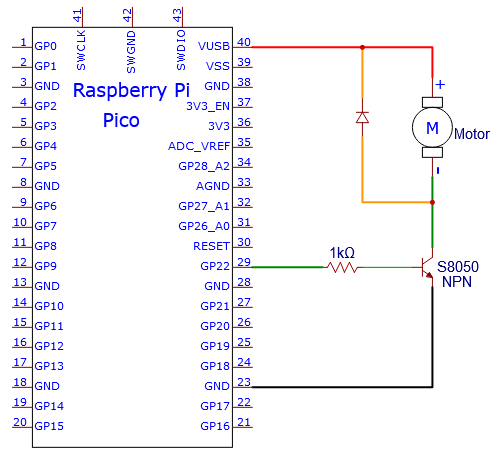 41 42 43
SWCLK SWGND SWDIO
1 GP0 VUSB 40
2 GP1 VSS 39
3 GND GND 38
4 GP2 3V3_EN 37
5 GP3 3V3 36
6 GP4 ADC_VREF 35
7 GP5 GP28_A2 34
8 GND AGND 33
9 GP6 GP27_A1 32
10 GP7 GP26_A0 31
11 GP8 RESET 30
12 GP9 GP22 29
13 GND GND 28
14 GP10 GP21 27
15 GP11 GP20 26
16 GP12 GP19 25
17 GP13 GP18 24
18 GND GND 23
19 GP14 GP17 22
20 GP15 GP16 21
Raspberry Pi
Pico
+
M Motor
-
1kΩ
S8050
NPN